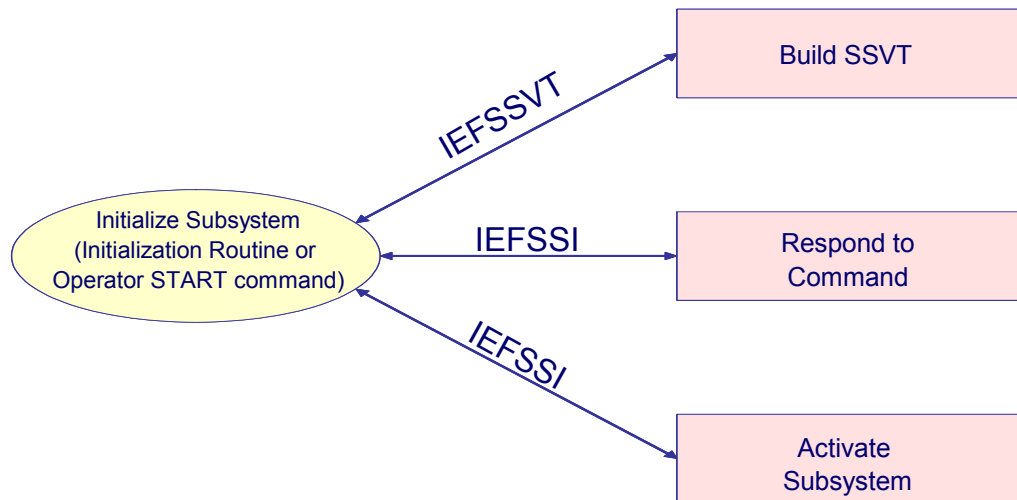 Build SSVT
IEFSSVT
Initialize Subsystem
(Initialization Routine or
Operator START command)
IEFSSI
Respond to
Command
IEFSSI
Activate
Subsystem